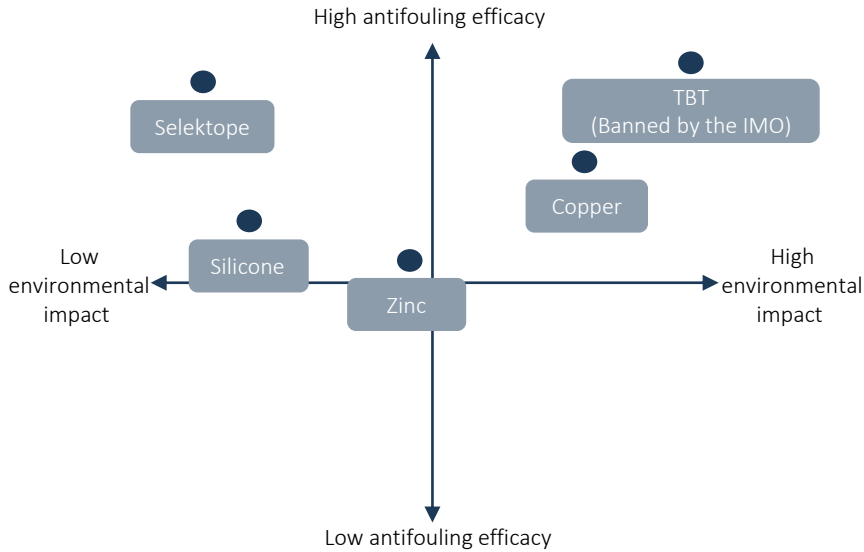 High antifouling efficacy
TBT
(Banned by the IMO)
Selektope
Copper
Low
environmental
impact
Silicone
Zinc
High
environmental
impact
Low antifouling efficacy